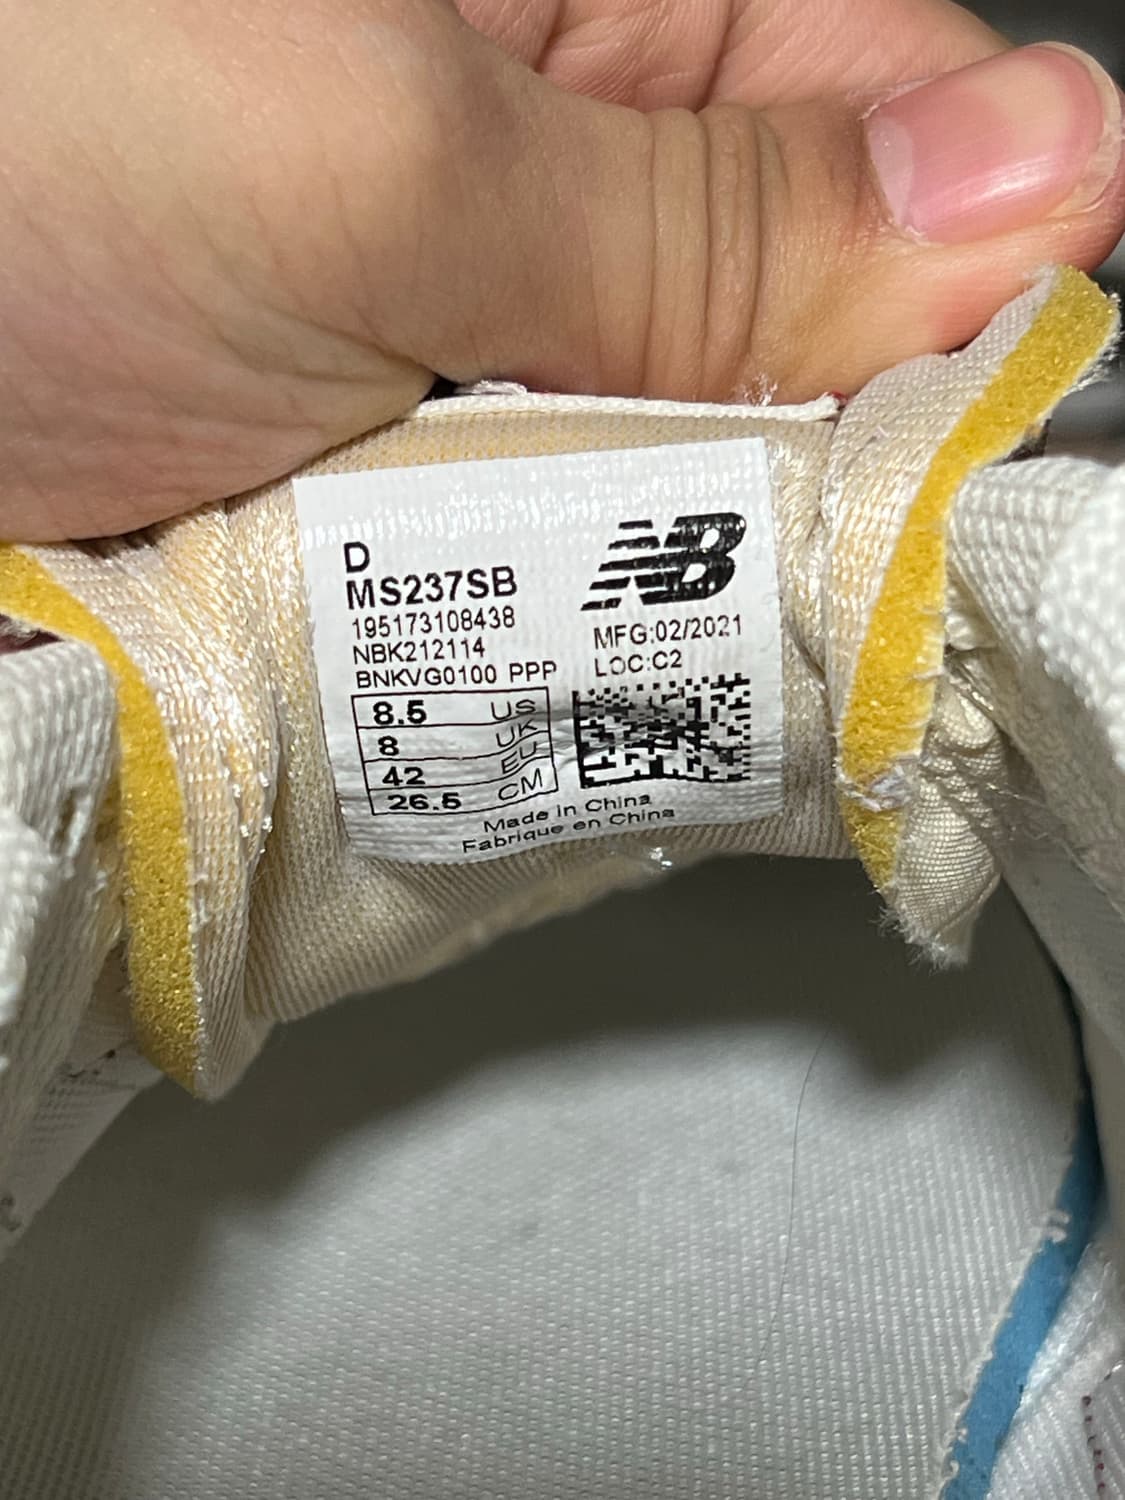 D
MS237SB
195173108438
NBK212114
BNKVG0100 PPP
NB
MFG:02/2021
LOC:C2
8.5 US
8 UK
42 EU
26.5 CM
Made in China
Fabrique en China